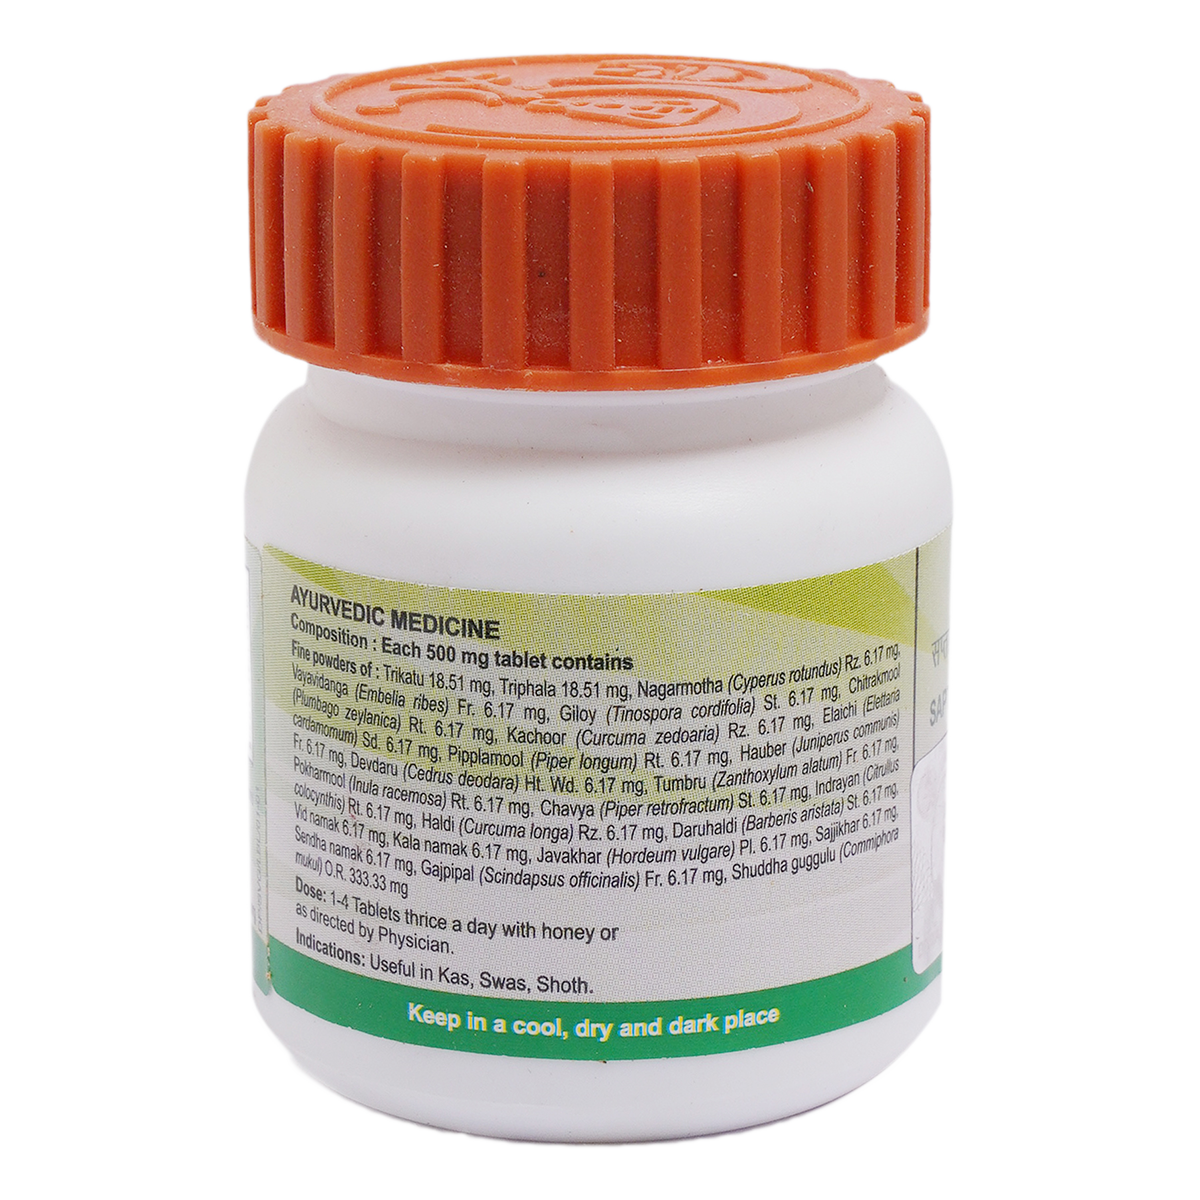 AYURVEDIC MEDICINE
Composition : Each 500 mg tablet contains
Fine powders of : Trikatu 18.51 mg, Triphala 18.51 mg, Nagarmotha (Cyperus rotundus) Rz. 6.17 mg,
Vayavidanga (Embelia ribes) Fr. 6.17 mg, Giloy (Tinospora cordifolia) St. 6.17 mg, Chitrakmool
(Plumbago zeylanica) Rt. 6.17 mg, Kachoor (Curcuma zedoaria) Rz. 6.17 mg, Elaichi (Elettaria
cardamomum) Sd. 6.17 mg, Pipplamool (Piper longum) Rt. 6.17 mg, Hauber (Juniperus communis)
Fr. 6.17 mg, Devdaru (Cedrus deodara) Ht. Wd. 6.17 mg, Tumbru (Zanthoxylum alatum) Fr. 6.17 mg,
Pokharmool (Inula racemosa) Rt. 6.17 mg, Chavya (Piper retrofractum) St. 6.17 mg, Indrayan (Citrullus
colocynthis) Rt. 6.17 mg, Haldi (Curcuma longa) Rz. 6.17 mg, Daruhaldi (Barberis aristata) St. 6.17 mg,
Vid namak 6.17 mg, Kala namak 6.17 mg, Javakhar (Hordeum vulgare) Pl. 6.17 mg, Sajjikhar 6.17 mg,
Sendha namak 6.17 mg, Gajpipal (Scindapsus officinalis) Fr. 6.17 mg, Shuddha guggulu (Commiphora
mukul) O.R. 333.33 mg
Dose: 1-4 Tablets thrice a day with honey or
as directed by Physician.
Indications: Useful in Kas, Swas, Shoth.
Keep in a cool, dry and dark place